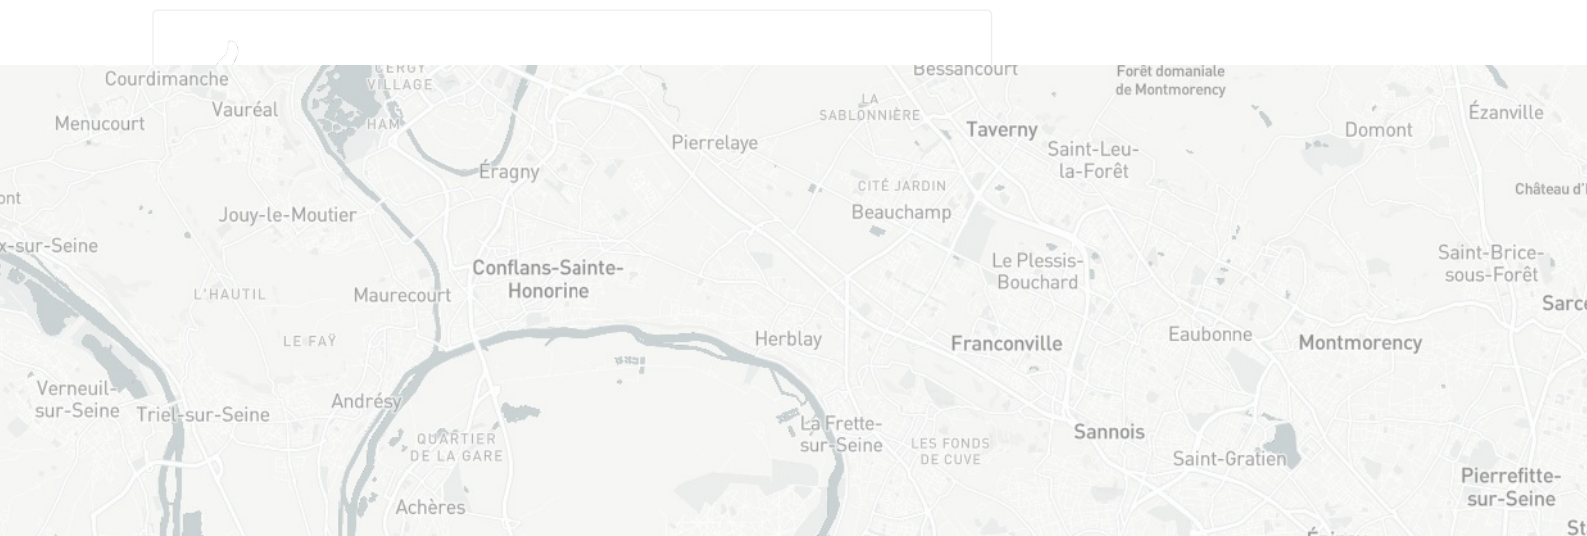 CERGY
VILLAGE
Bessancourt
Forêt domaniale
de Montmorency
Courdimanche
Vauréal
LA
SABLONNIÈRE
Ézanville
Menucourt
HAM
Taverny
Domont
Pierrelaye
Saint-Leu-
la-Forêt
Éragny
CITÉ JARDIN
Château d'
ont
Jouy-le-Moutier
Beauchamp
x-sur-Seine
Saint-Brice-
sous-Forêt
Conflans-Sainte-
Honorine
Le Plessis-
Bouchard
L'HAUTIL
Maurecourt
Sarce
LE FAŸ
Herblay
Franconville
Eaubonne
Montmorency
Verneuil-
sur-Seine
Triel-sur-Seine
Andrésy
La Frette-
sur-Seine
Sannois
QUARTIER
DE LA GARE
LES FONDS
DE CUVE
Saint-Gratien
Pierrefitte-
sur-Seine
Achères
St